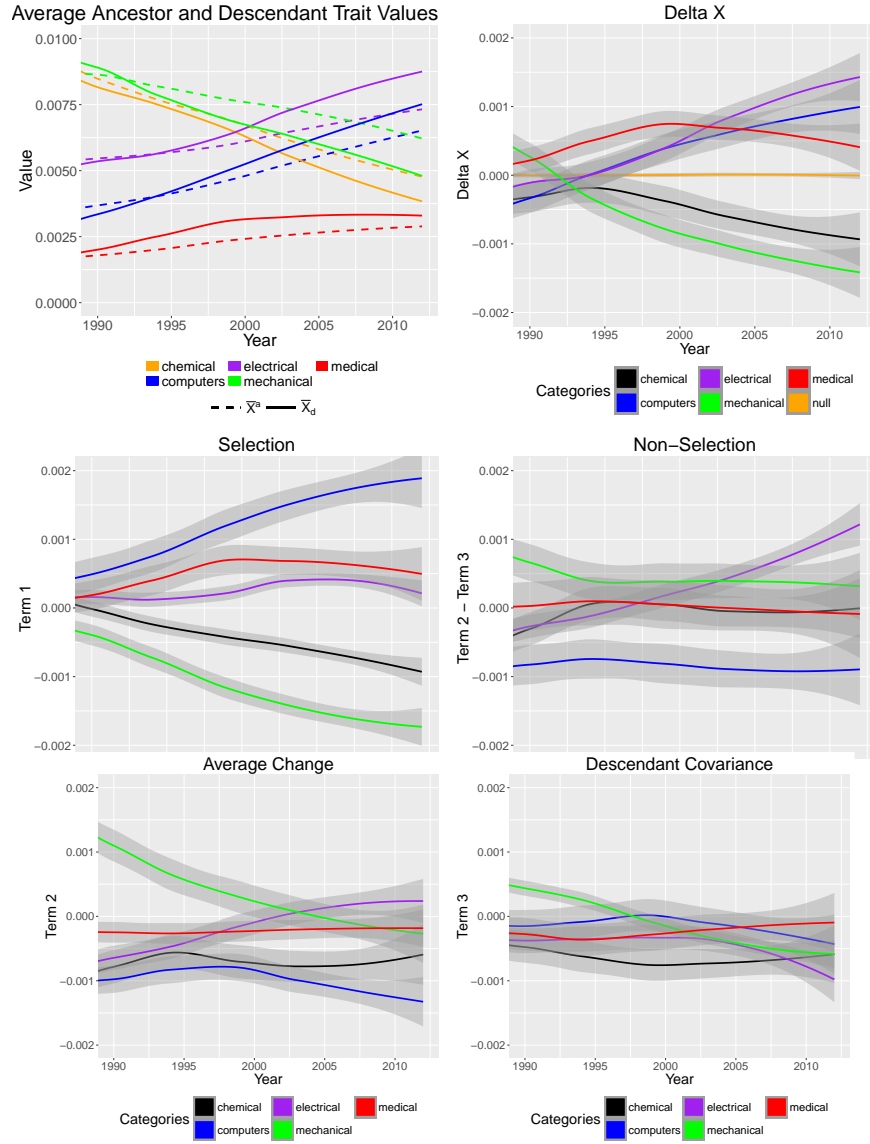 Average Ancestor and Descendant Trait Values
0.0100
0.0075
0.0050
0.0025
0.0000
Value
1990 1995 2000 2005 2010
Year
chemical electrical medical
computers mechanical
X̄ᵃ X̄d
Delta X
0.002
0.001
0.000
−0.001
−0.002
Delta X
1990 1995 2000 2005 2010
Year
Categories
chemical electrical medical
computers mechanical null
Selection
0.002
0.001
0.000
−0.001
−0.002
Term 1
Non−Selection
0.002
0.001
0.000
−0.001
−0.002
Term 2 − Term 3
Average Change
0.002
0.001
0.000
−0.001
−0.002
Term 2
1990 1995 2000 2005 2010
Year
Categories
chemical electrical medical
computers mechanical
Descendant Covariance
0.002
0.001
0.000
−0.001
−0.002
Term 3
1990 1995 2000 2005 2010
Year
Categories
chemical electrical medical
computers mechanical